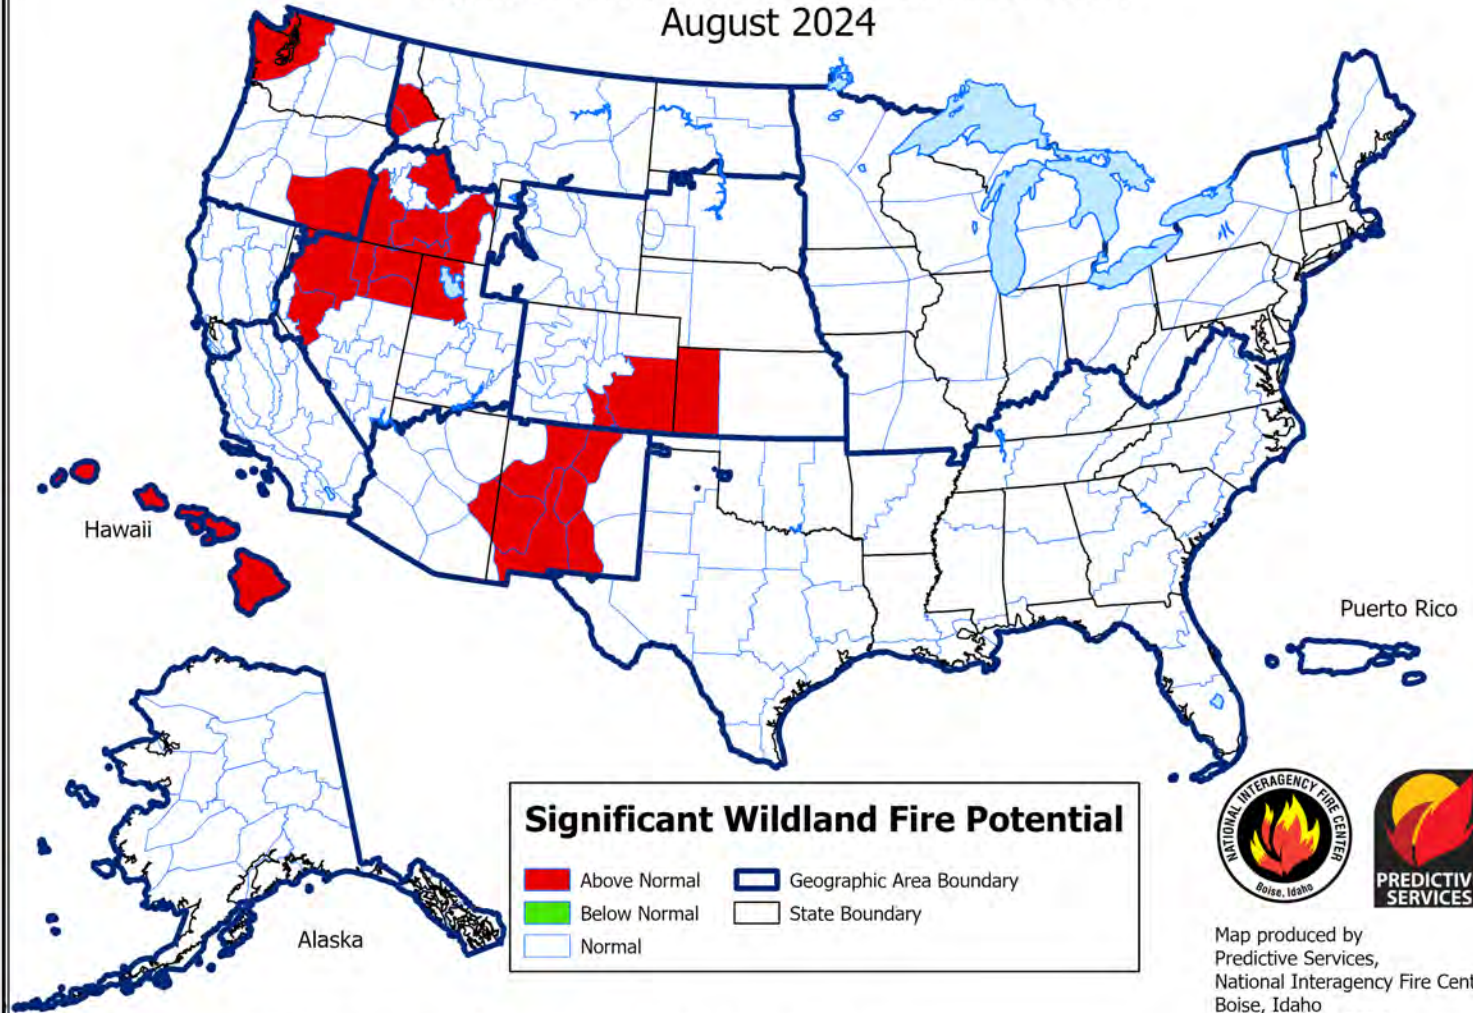 August 2024
Hawaii
Puerto Rico
Alaska
Significant Wildland Fire Potential
Above Normal
Below Normal
Normal
Geographic Area Boundary
State Boundary
NATIONAL INTERAGENCY FIRE CENTER
Boise, Idaho
PREDICTIV
SERVICES
Map produced by
Predictive Services,
National Interagency Fire Cent
Boise, Idaho